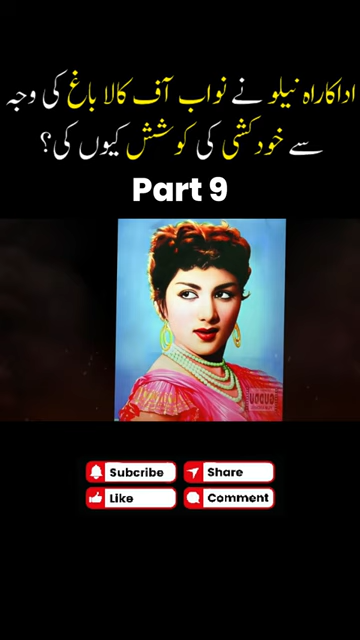 اداکارہ نیلو نے نواب آف کالا باغ کی وجہ
سے خودکشی کی کوشش کیوں کی؟
Part 9
Subcribe
Share
Like
Comment